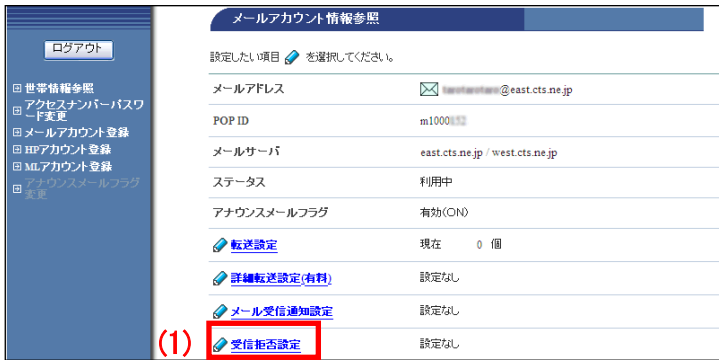 メールアカウント情報参照
ログアウト
設定したい項目 を選択してください。
世帯情報参照
アクセスナンバーパスワ
ード変更
メールアカウント登録
HPアカウント登録
MLアカウント登録
アナウンスメールフラグ
変更
メールアドレス @east.cts.ne.jp
POP ID m1000
メールサーバ east.cts.ne.jp / west.cts.ne.jp
ステータス 利用中
アナウンスメールフラグ 有効(ON)
転送設定 現在 0 個
詳細転送設定(有料) 設定なし
メール受信通知設定 設定なし
(1) 受信拒否設定 設定なし